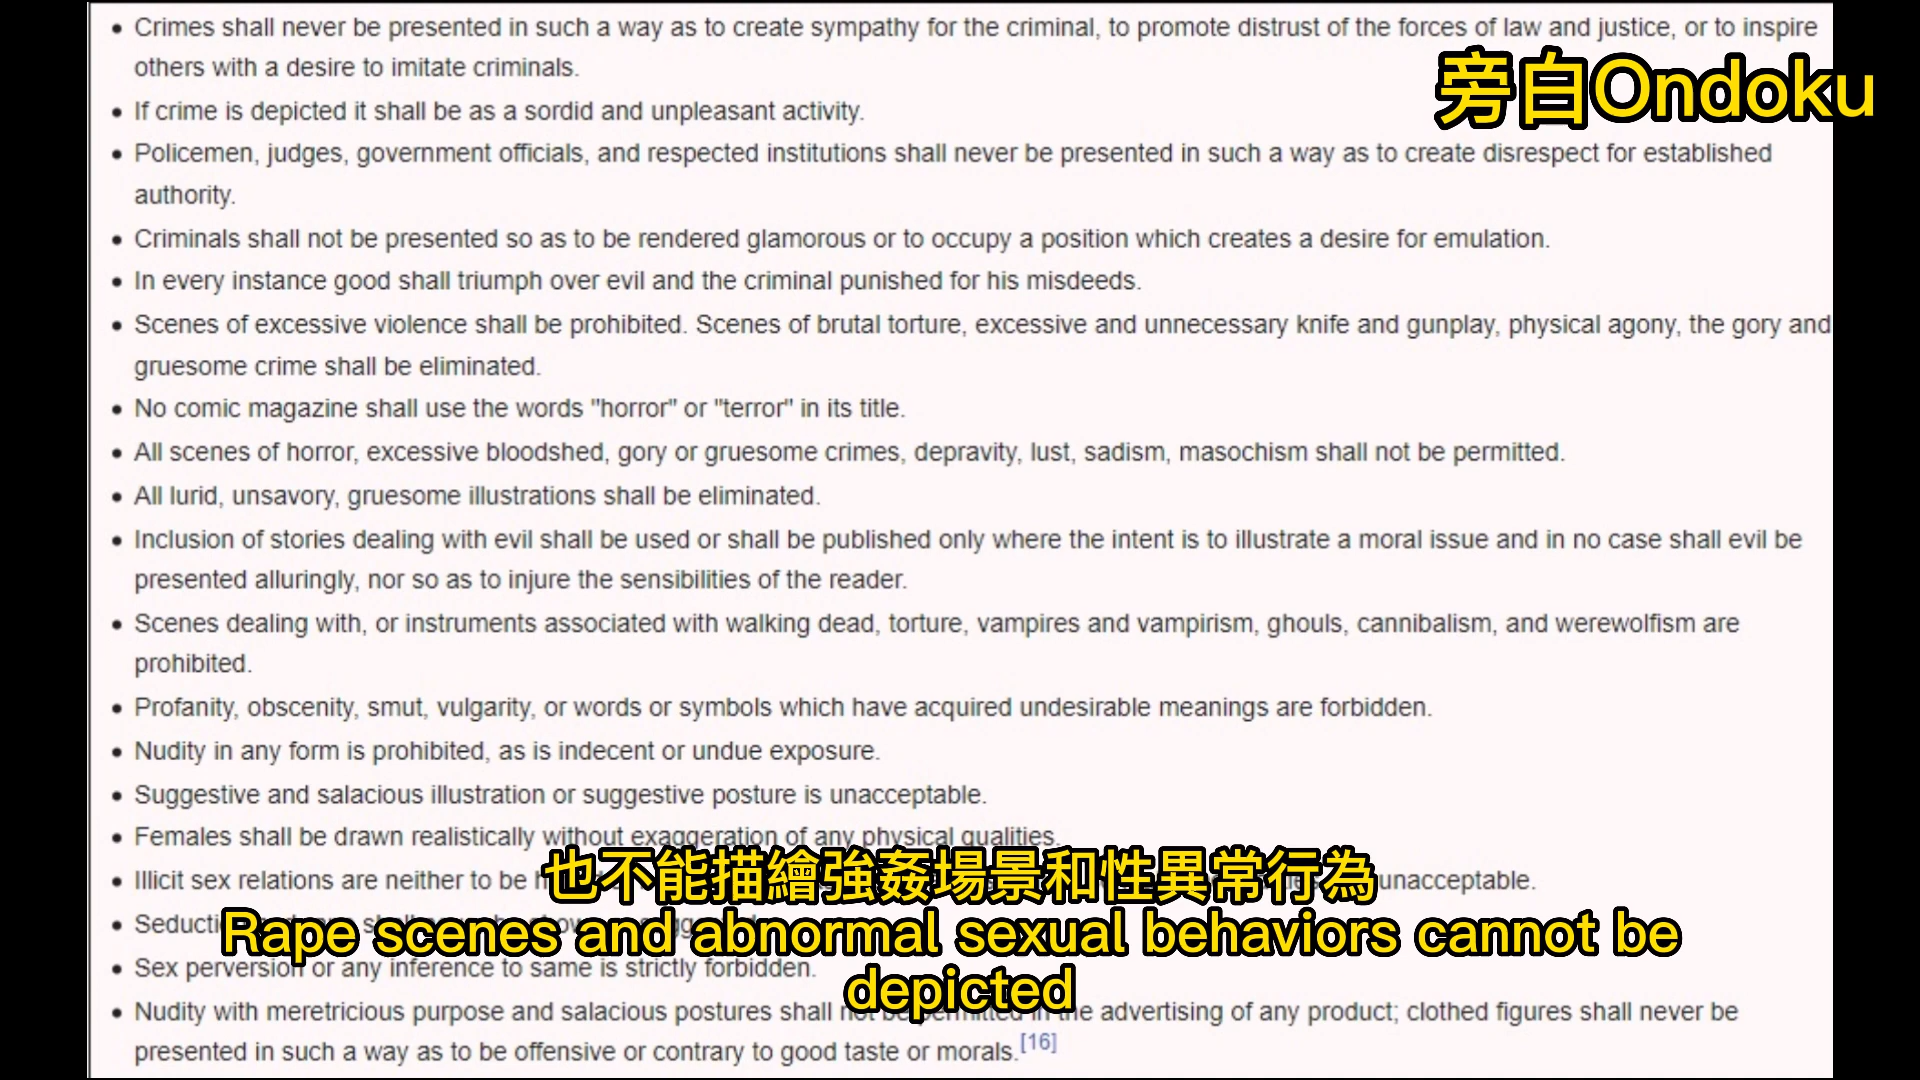 • Crimes shall never be presented in such a way as to create sympathy for the criminal, to promote distrust of the forces of law and justice, or to inspire
others with a desire to imitate criminals.
旁白Ondoku
• If crime is depicted it shall be as a sordid and unpleasant activity.
• Policemen, judges, government officials, and respected institutions shall never be presented in such a way as to create disrespect for established
authority.
• Criminals shall not be presented so as to be rendered glamorous or to occupy a position which creates a desire for emulation.
• In every instance good shall triumph over evil and the criminal punished for his misdeeds.
• Scenes of excessive violence shall be prohibited. Scenes of brutal torture, excessive and unnecessary knife and gunplay, physical agony, the gory and
gruesome crime shall be eliminated.
• No comic magazine shall use the words "horror" or "terror" in its title.
• All scenes of horror, excessive bloodshed, gory or gruesome crimes, depravity, lust, sadism, masochism shall not be permitted.
• All lurid, unsavory, gruesome illustrations shall be eliminated.
• Inclusion of stories dealing with evil shall be used or shall be published only where the intent is to illustrate a moral issue and in no case shall evil be
presented alluringly, nor so as to injure the sensibilities of the reader.
• Scenes dealing with, or instruments associated with walking dead, torture, vampires and vampirism, ghouls, cannibalism, and werewolfism are
prohibited.
• Profanity, obscenity, smut, vulgarity, or words or symbols which have acquired undesirable meanings are forbidden.
• Nudity in any form is prohibited, as is indecent or undue exposure.
• Suggestive and salacious illustration or suggestive posture is unacceptable.
• Females shall be drawn realistically without exaggeration of any physical qualities.
• Illicit sex relations are neither to be unacceptable.
也不能描繪強姦場景和性異常行為
Rape scenes and abnormal sexual behaviors cannot be
depicted
• Sex perversion or any inference to same is strictly forbidden.
• Nudity with meretricious purpose and salacious postures shall not be permitted in the advertising of any product; clothed figures shall never be
presented in such a way as to be offensive or contrary to good taste or morals.[16]